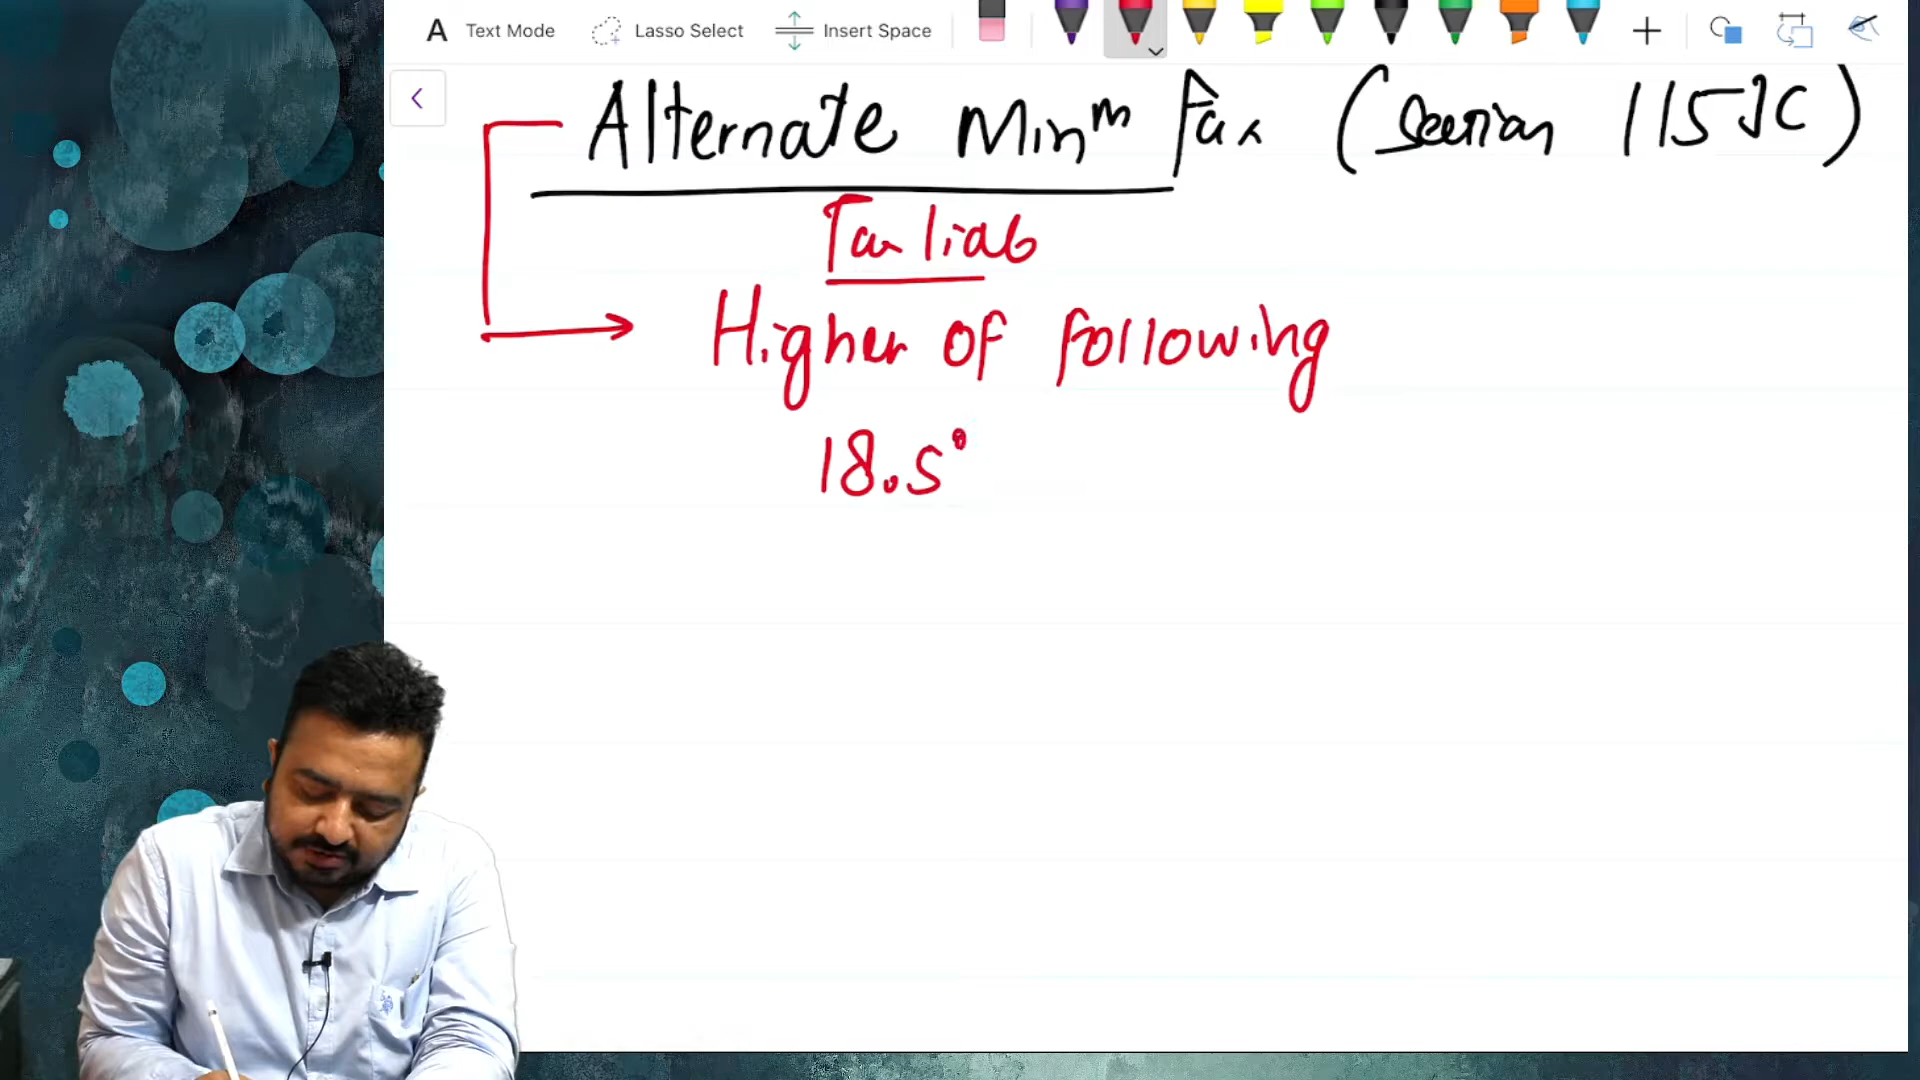 A Text Mode Lasso Select Insert Space
Alternate Minᵐ Tax (Section 115JC)
Tax liab
Higher of following
18.5°